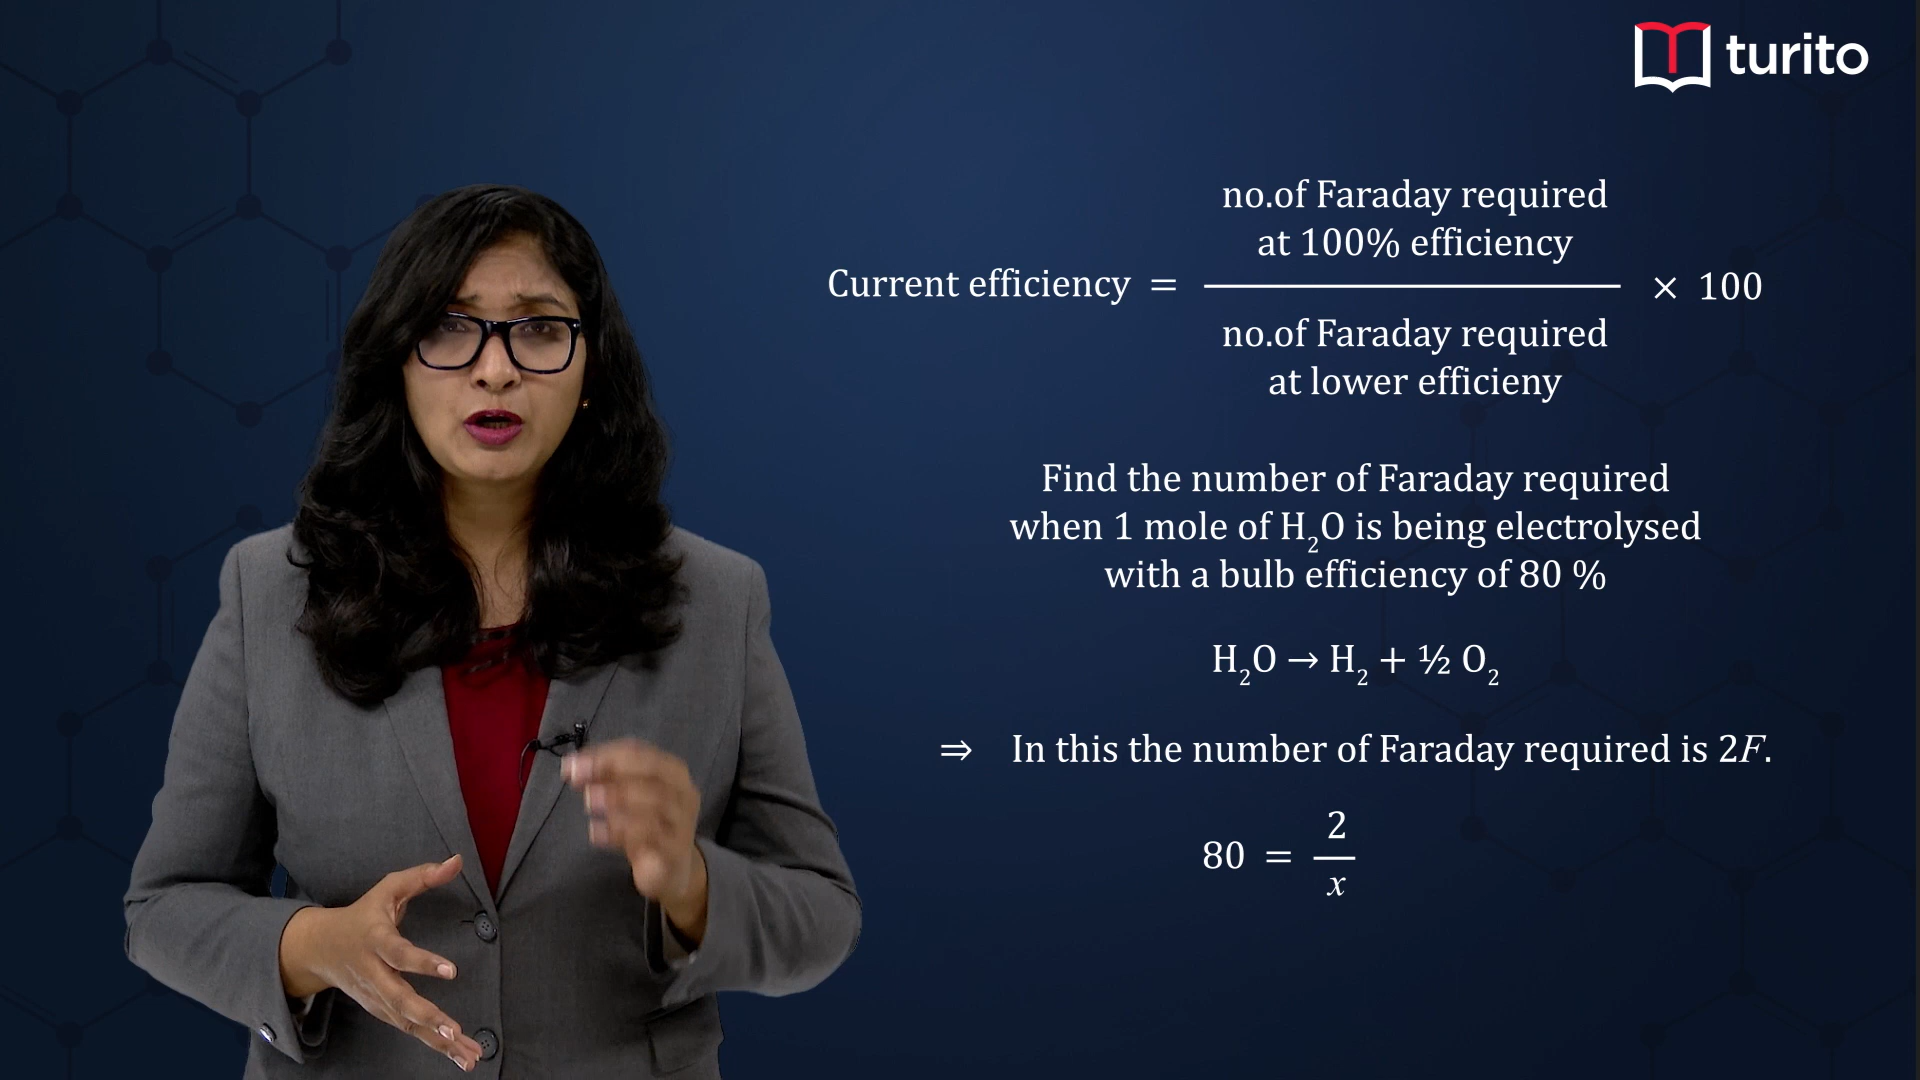 turito
no.of Faraday required
at 100% efficiency
Current efficiency = × 100
no.of Faraday required
at lower efficieny
Find the number of Faraday required
when 1 mole of H₂O is being electrolysed
with a bulb efficiency of 80 %
H₂O → H₂ + ½ O₂
⇒ In this the number of Faraday required is 2F.
80 = 2/x